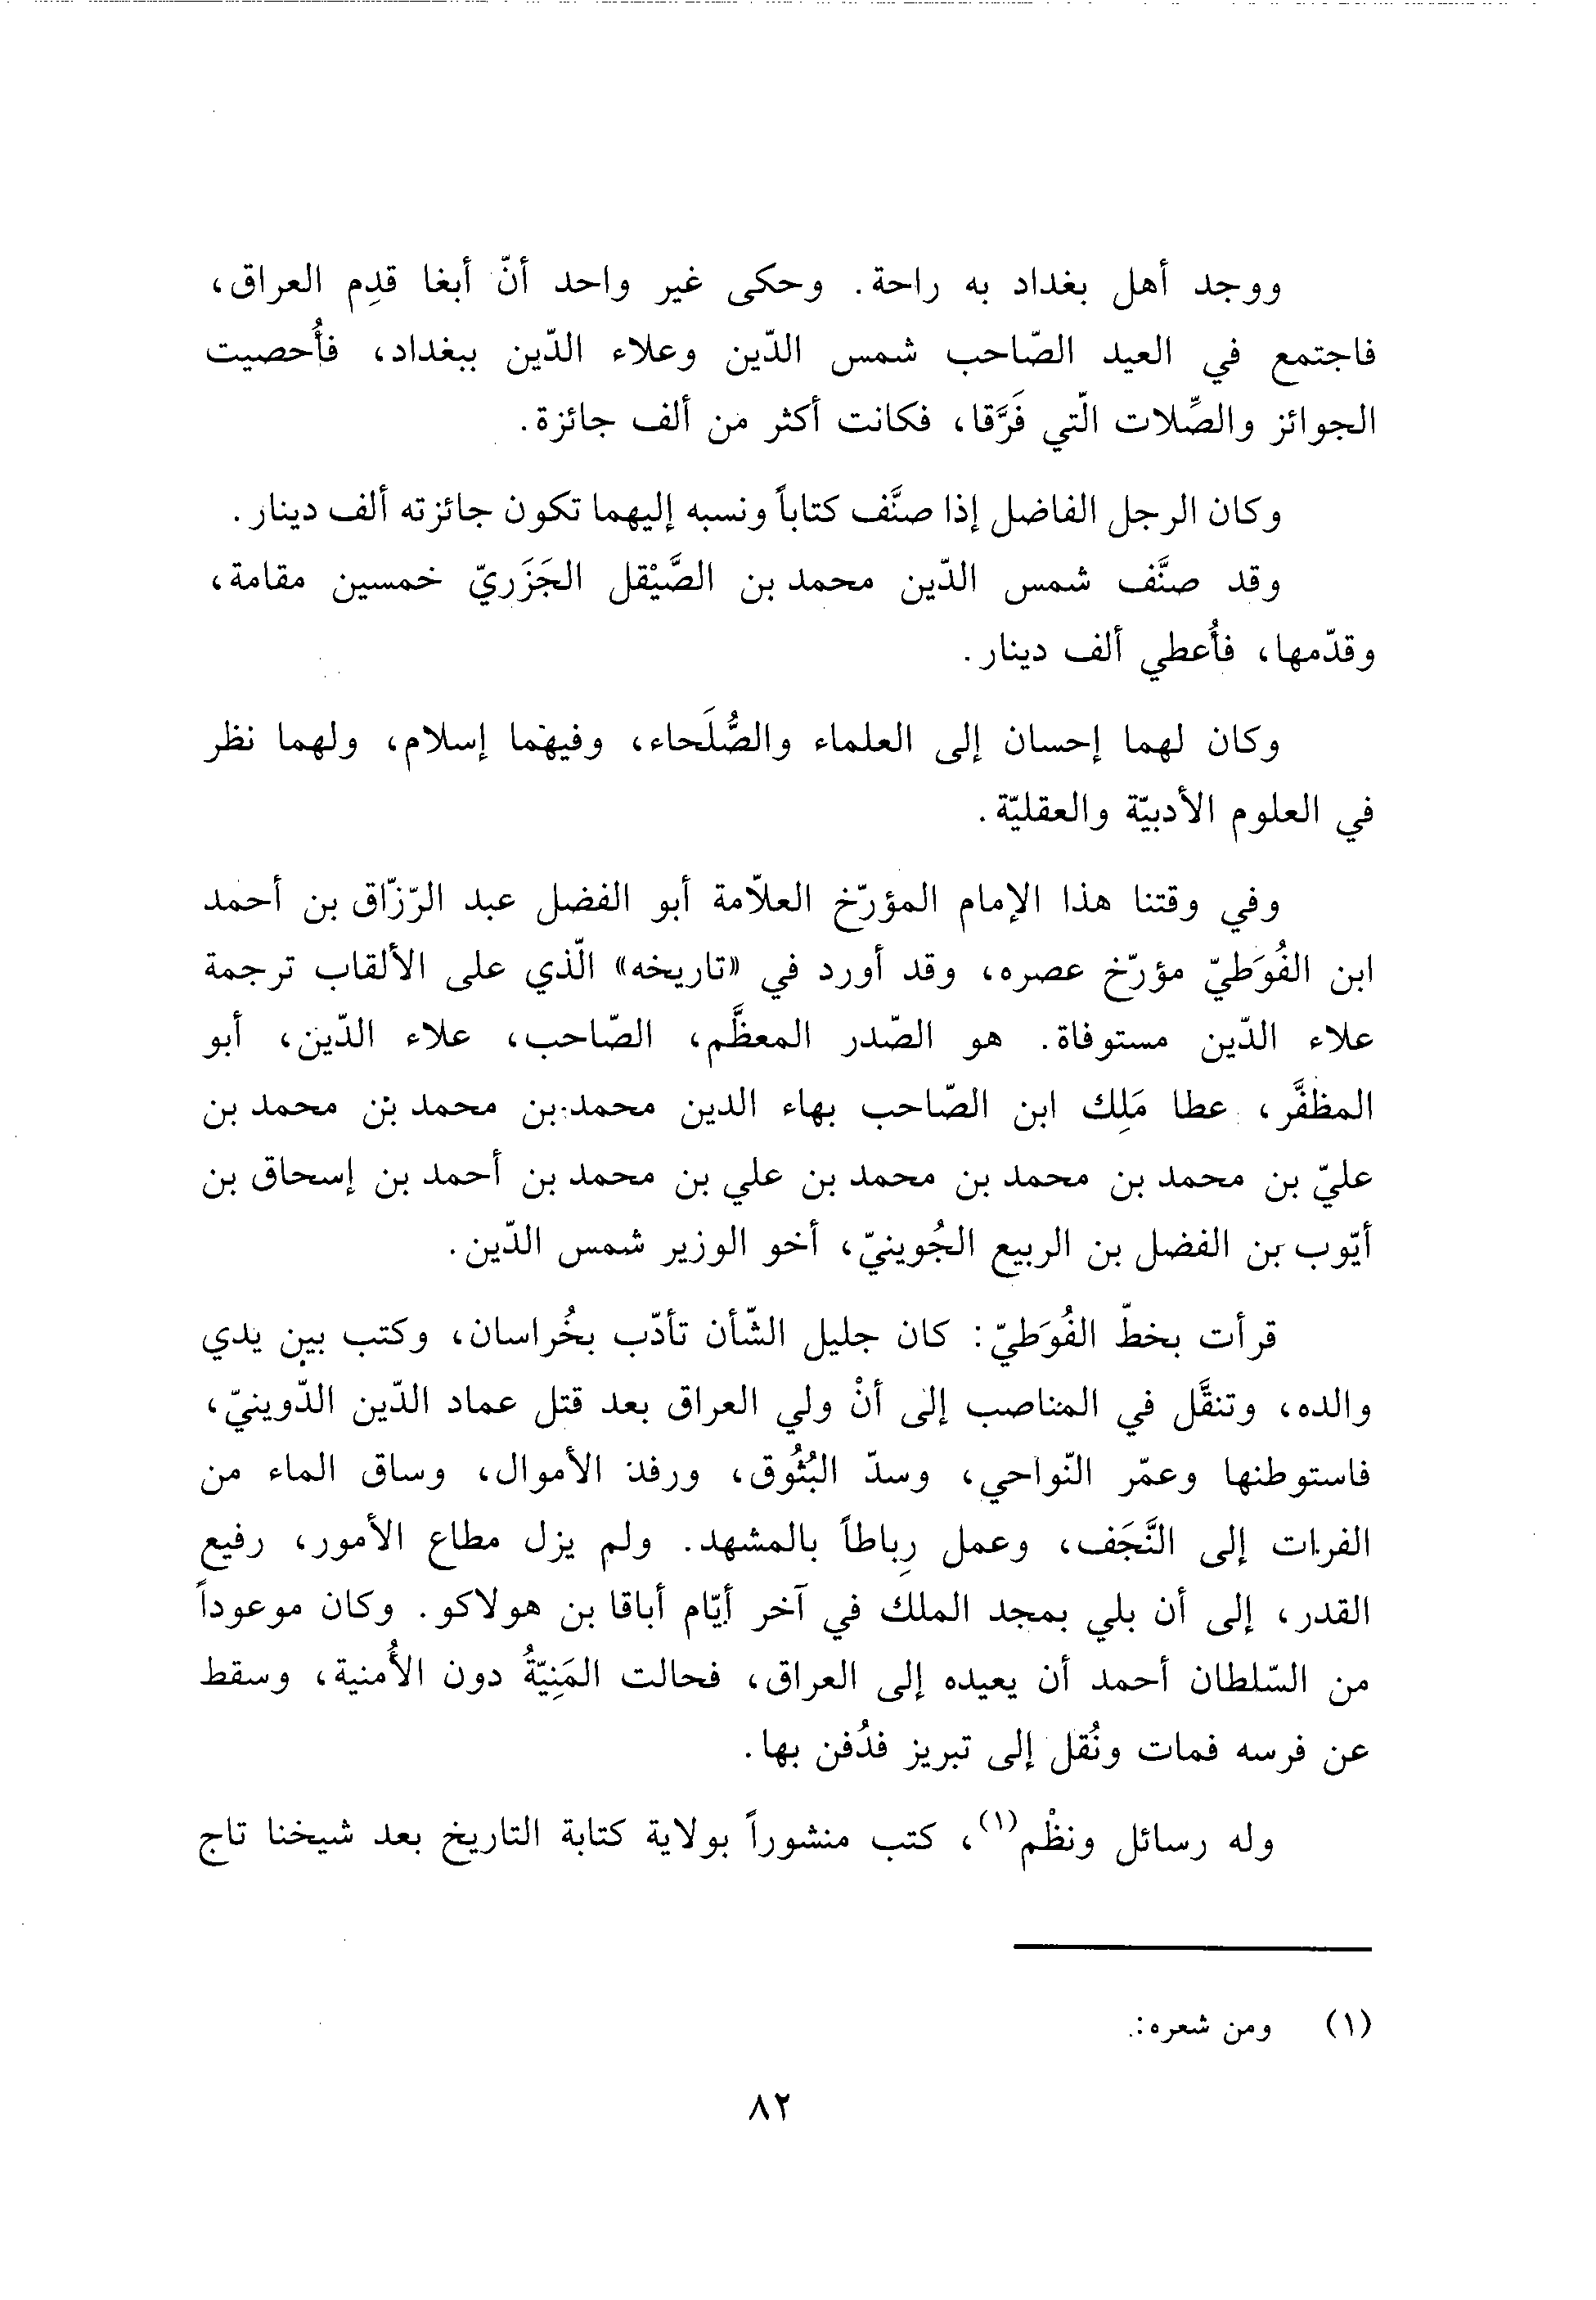 ووجد أهل بغداد به راحة. وحكى غير واحد أنّ أبغا قدِم العراق،
فاجتمع في العيد الصّاحب شمس الدّين وعلاء الدّين ببغداد، فأُحصيت
الجوائز والصِّلات الّتي فَرَّقا، فكانت أكثر من ألف جائزة.
وكان الرجل الفاضل إذا صنَّف كتاباً ونسبه إليهما تكون جائزته ألف دينار.
وقد صنَّف شمس الدّين محمد بن الصَّيْقل الجَزَريّ خمسين مقامة،
وقدّمها، فأُعطي ألف دينار.
وكان لهما إحسان إلى العلماء والصُّلَحاء، وفيهما إسلام، ولهما نظر
في العلوم الأدبيّة والعقليّة.
وفي وقتنا هذا الإمام المؤرّخ العلاّمة أبو الفضل عبد الرّزّاق بن أحمد
ابن الفُوَطيّ مؤرّخ عصره، وقد أورد في «تاريخه» الّذي على الألقاب ترجمة
علاء الدّين مستوفاة. هو الصّدر المعظَّم، الصّاحب، علاء الدّين، أبو
المظفَّر، عطا مَلِك ابن الصّاحب بهاء الدين محمد بن محمد بن محمد بن
عليّ بن محمد بن محمد بن محمد بن علي بن محمد بن أحمد بن إسحاق بن
أيّوب بن الفضل بن الربيع الجُوينيّ، أخو الوزير شمس الدّين.
قرأت بخطّ الفُوَطيّ: كان جليل الشّأن تأدّب بخُراسان، وكتب بين يدي
والده، وتنقَّل في المناصب إلى أنْ ولي العراق بعد قتل عماد الدّين الدّوينيّ،
فاستوطنها وعمّر النّواحي، وسدّ البُثُوق، ورفد الأموال، وساق الماء من
الفرات إلى النَّجَف، وعمل رِباطاً بالمشهد. ولم يزل مطاع الأمور، رفيع
القدر، إلى أن بلي بمجد الملك في آخر أيّام أباقا بن هولاكو. وكان موعوداً
من السّلطان أحمد أن يعيده إلى العراق، فحالت المَنِيّةُ دون الأُمنية، وسقط
عن فرسه فمات ونُقل إلى تبريز فدُفن بها.
وله رسائل ونظْم(١)، كتب منشوراً بولاية كتابة التاريخ بعد شيخنا تاج
(١) ومن شعره:
٨٢